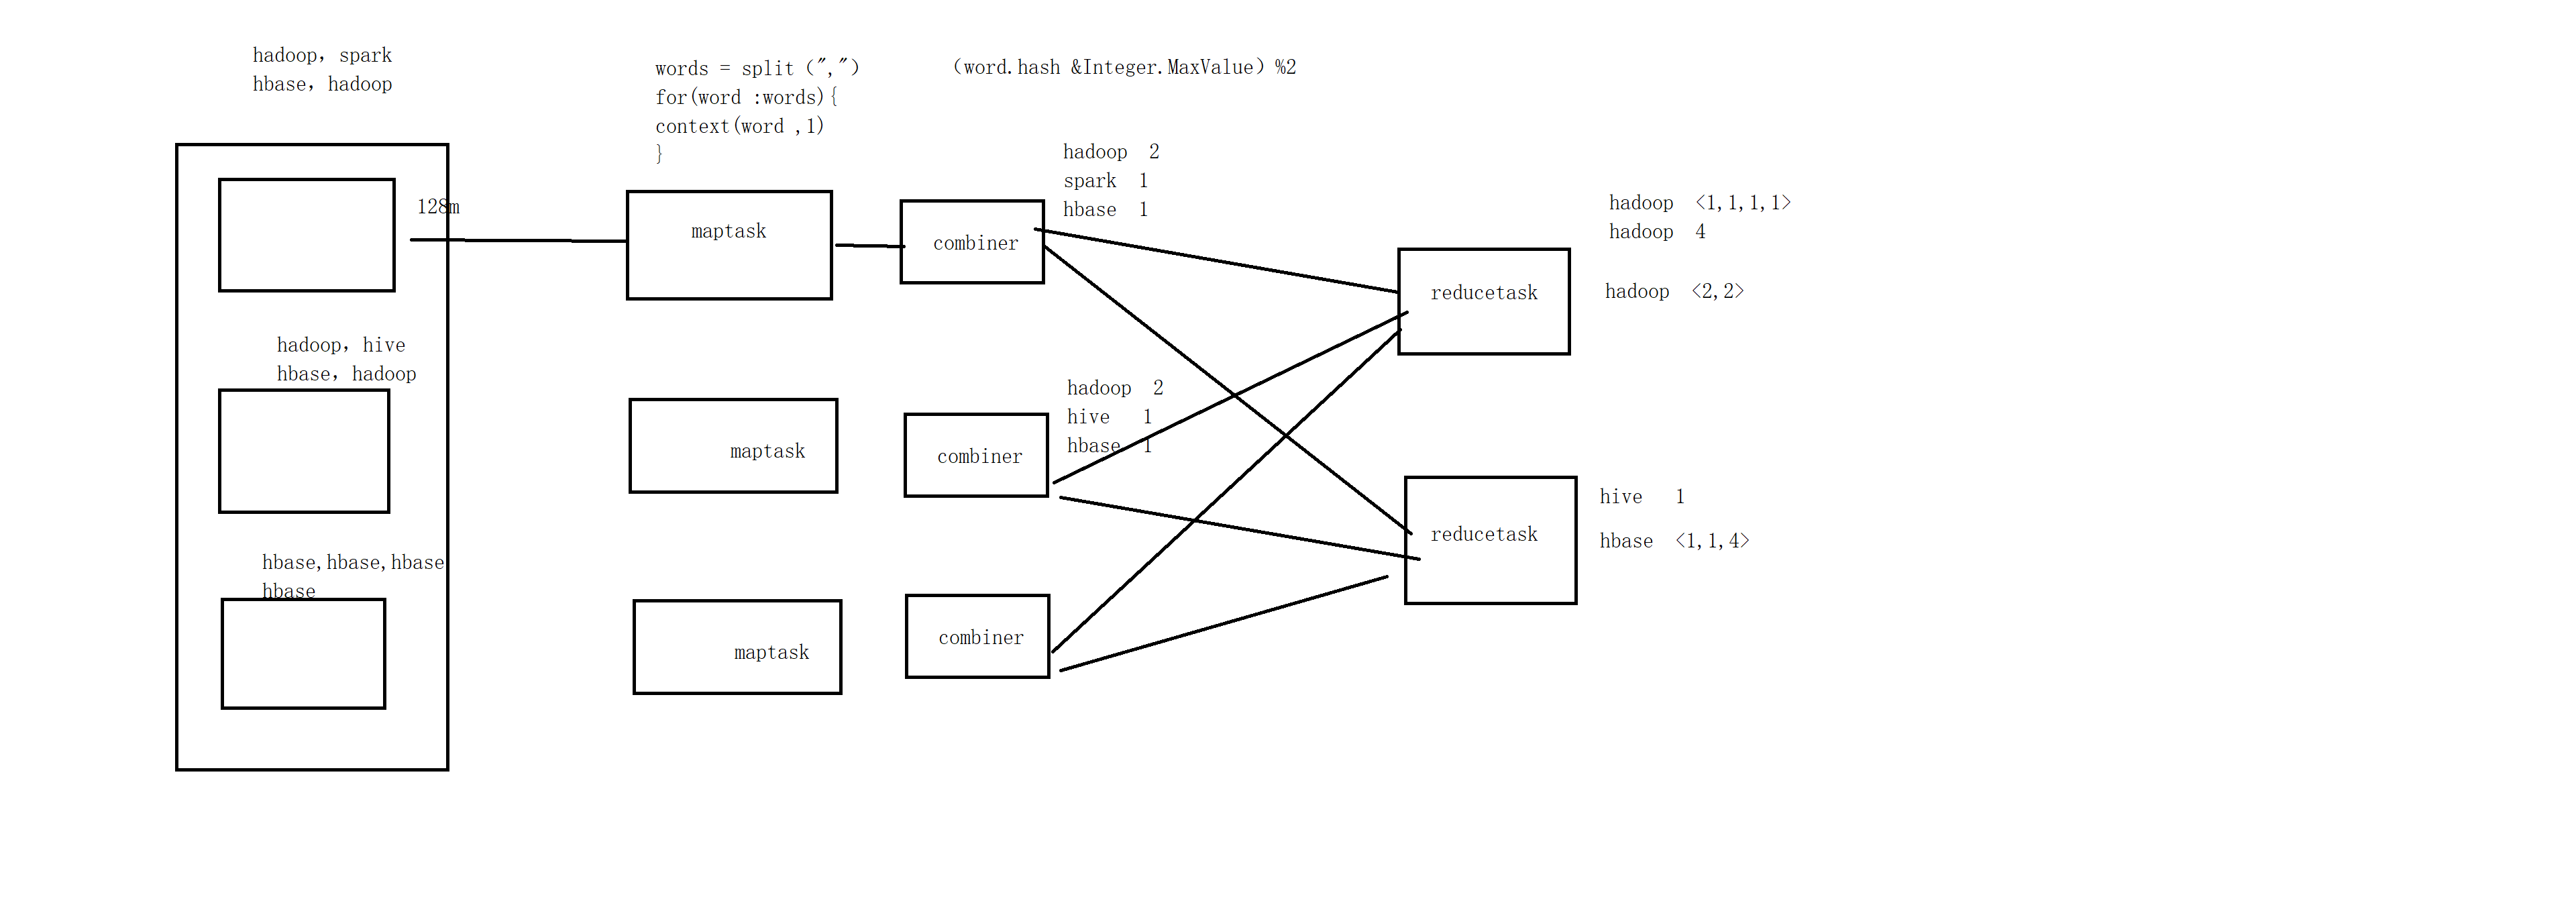 hadoop，spark
hbase，hadoop
128m
hadoop，hive
hbase，hadoop
hbase,hbase,hbase
hbase
words = split（",")
for(word :words){
context(word ,1)
}
maptask
maptask
maptask
（word.hash &Integer.MaxValue）%2
hadoop  2
spark  1
hbase  1
combiner
hadoop  2
hive   1
hbase  1
combiner
combiner
hadoop  <1,1,1,1>
hadoop  4
reducetask
hadoop  <2,2>
reducetask
hive   1
hbase  <1,1,4>